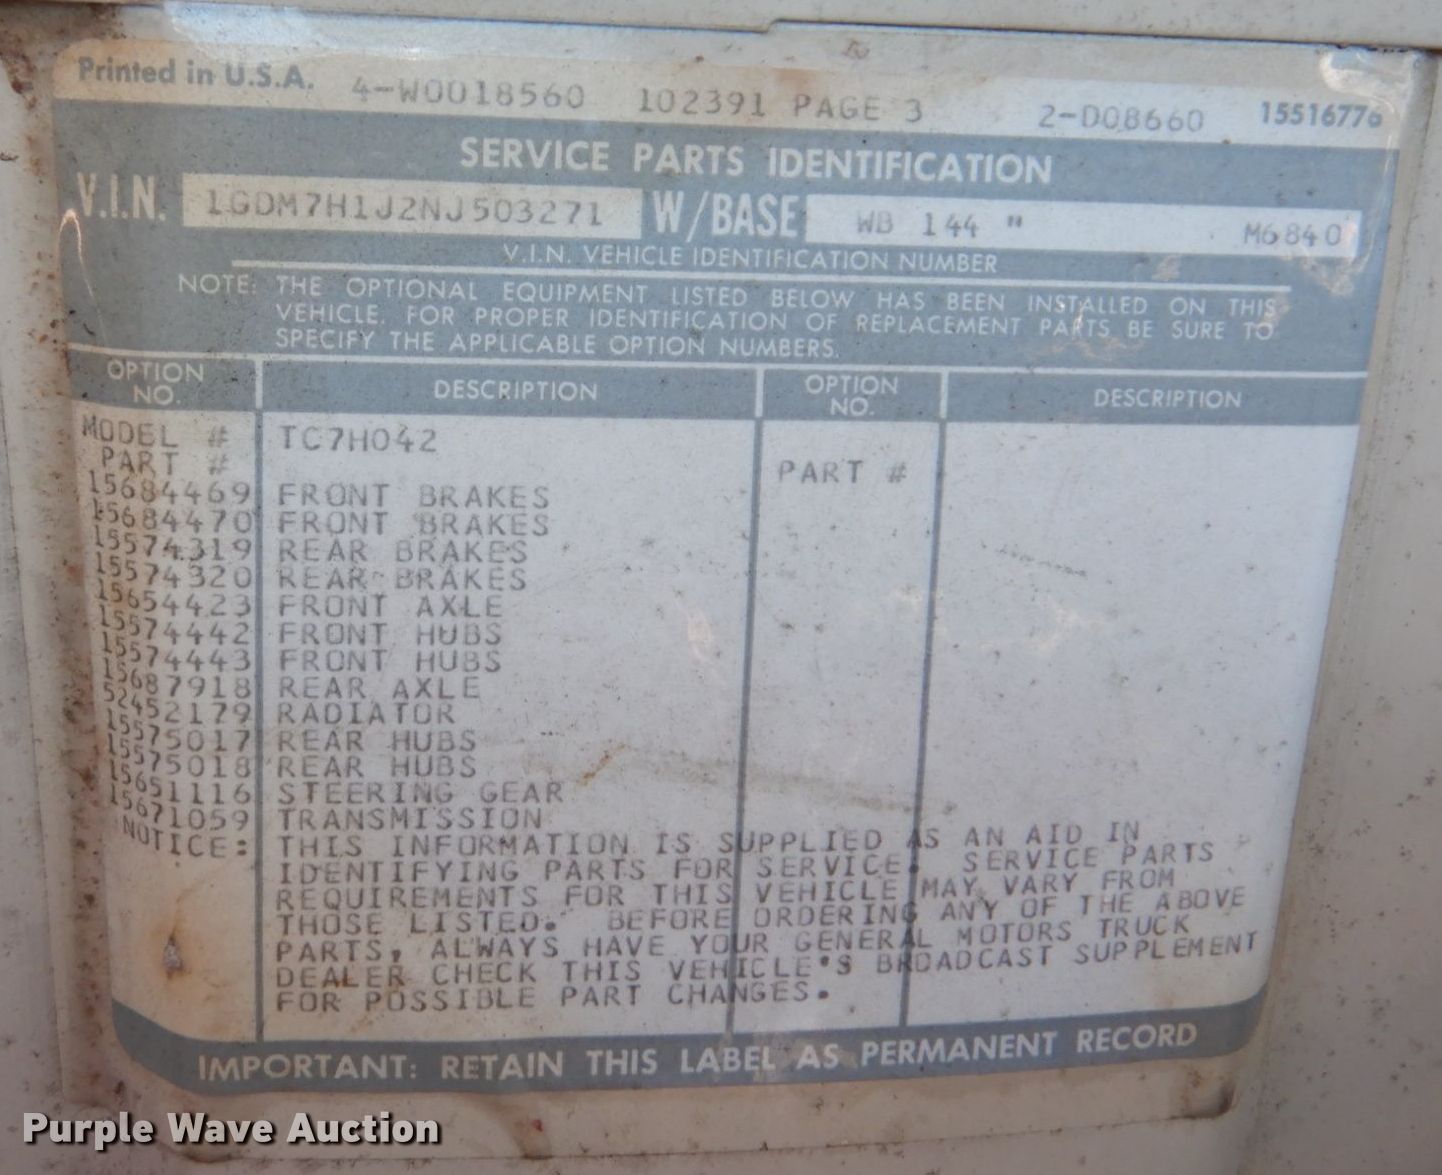 Printed in U.S.A. 4-W0018560 102391 PAGE 3 2-D08660 15516776
SERVICE PARTS IDENTIFICATION
V.I.N. 1GDM7H1J2NJ503271 W/BASE WB 144 " M6840
V.I.N. VEHICLE IDENTIFICATION NUMBER
NOTE: THE OPTIONAL EQUIPMENT LISTED BELOW HAS BEEN INSTALLED ON THIS
VEHICLE. FOR PROPER IDENTIFICATION OF REPLACEMENT PARTS BE SURE TO
SPECIFY THE APPLICABLE OPTION NUMBERS.
OPTION NO. DESCRIPTION OPTION NO. DESCRIPTION
MODEL # TC7H042
PART # PART #
15684469 FRONT BRAKES
15684470 FRONT BRAKES
15574319 REAR BRAKES
15574320 REAR BRAKES
15654423 FRONT AXLE
15574442 FRONT HUBS
15574443 FRONT HUBS
15687918 REAR AXLE
52452179 RADIATOR
15575017 REAR HUBS
15575018 REAR HUBS
15651116 STEERING GEAR
15671059 TRANSMISSION
NOTICE: THIS INFORMATION IS SUPPLIED AS AN AID IN
IDENTIFYING PARTS FOR SERVICE. SERVICE PARTS
REQUIREMENTS FOR THIS VEHICLE MAY VARY FROM
THOSE LISTED. BEFORE ORDERING ANY OF THE ABOVE
PARTS, ALWAYS HAVE YOUR GENERAL MOTORS TRUCK
DEALER CHECK THIS VEHICLE'S BROADCAST SUPPLEMENT
FOR POSSIBLE PART CHANGES.
IMPORTANT: RETAIN THIS LABEL AS PERMANENT RECORD
Purple Wave Auction